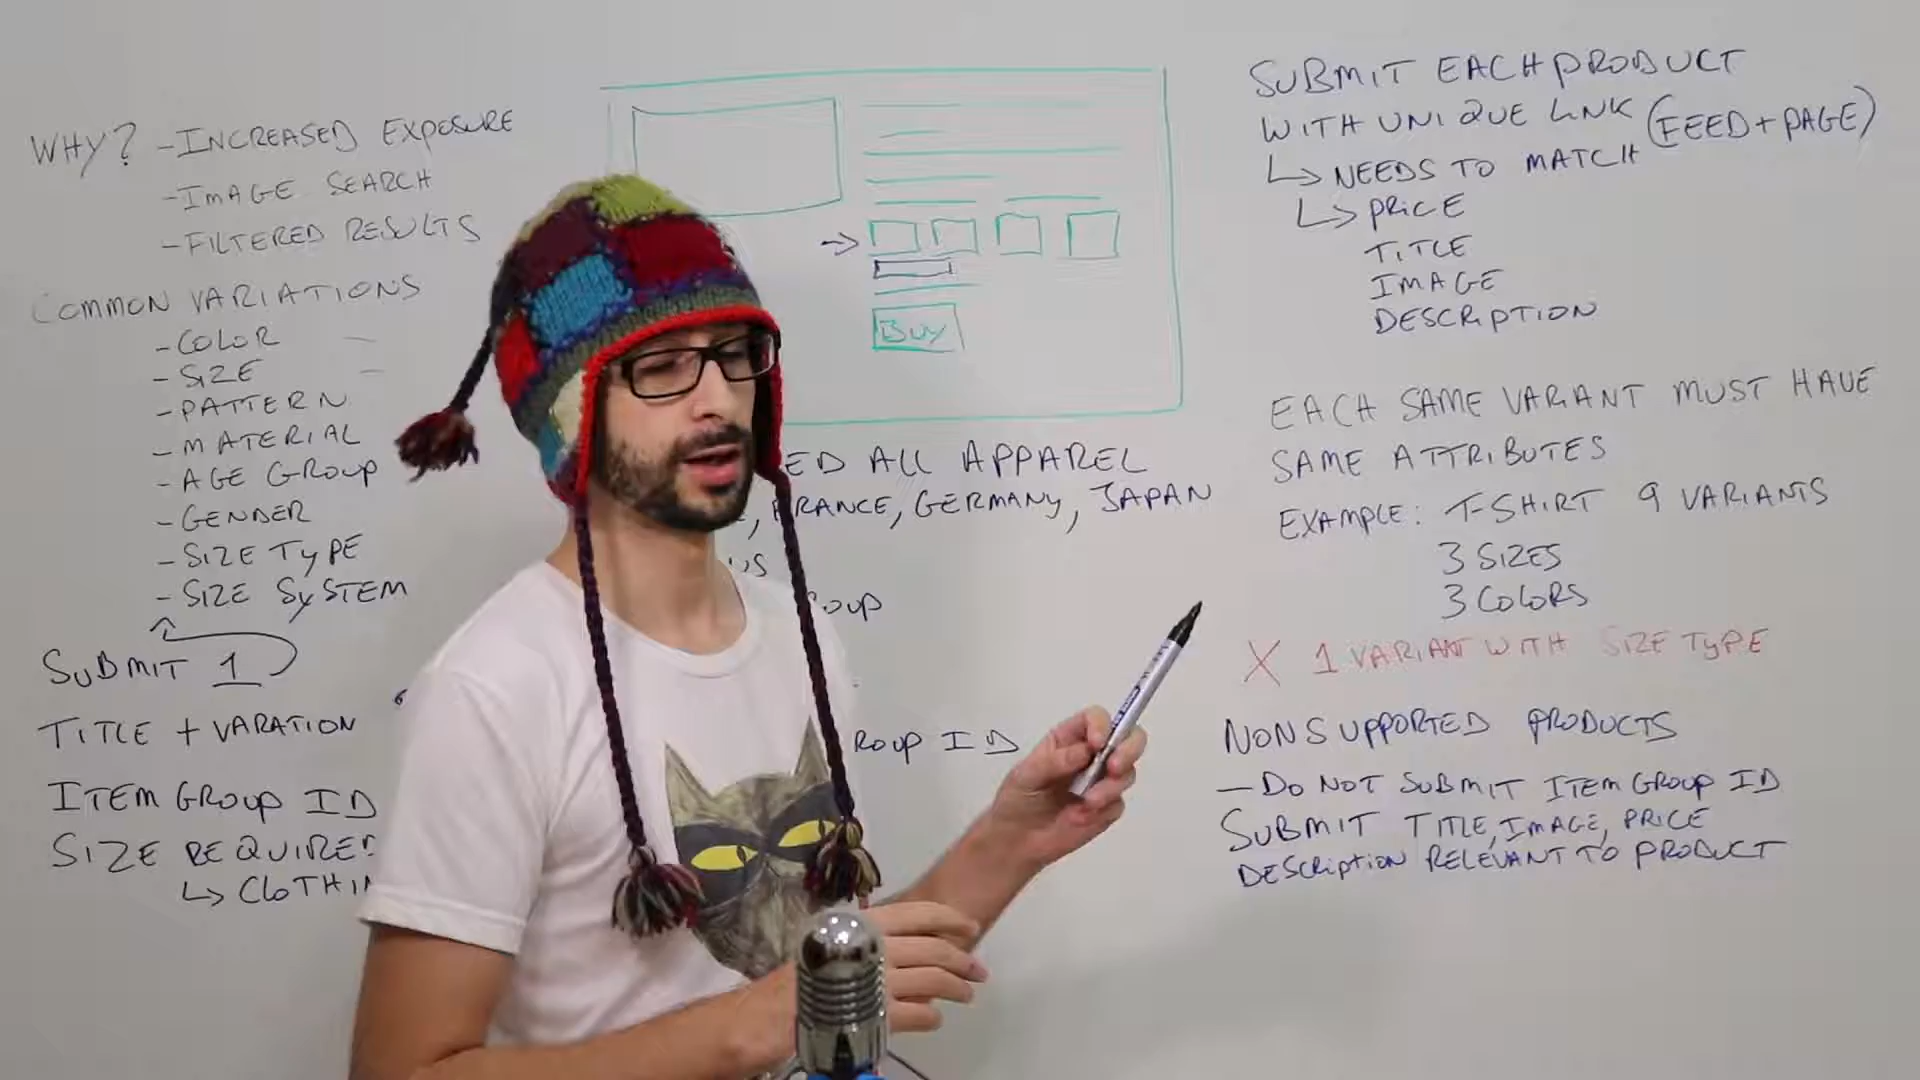 WHY? - INCREASED EXPOSURE
- IMAGE SEARCH
- FILTERED RESULTS
COMMON VARIATIONS
- COLOR
- SIZE
- PATTERN
- MATERIAL
- AGE GROUP
- GENDER
- SIZE TYPE
- SIZE SYSTEM
SUBMIT 1
TITLE + VARATION
ITEM GROUP ID
SIZE REQUIRED
↳ CLOTHIN
BUY
ED ALL APPAREL
, FRANCE, GERMANY, JAPAN
US
ROUP
ROUP ID
SUBMIT EACH PRODUCT
WITH UNIQUE LINK (FEED + PAGE)
↳ NEEDS TO MATCH
↳ PRICE
TITLE
IMAGE
DESCRIPTION
EACH SAME VARIANT MUST HAVE
SAME ATTRIBUTES
EXAMPLE: T-SHIRT 9 VARIANTS
3 SIZES
3 COLORS
X 1 VARIANT WITH SIZE TYPE
NON SUPPORTED PRODUCTS
- DO NOT SUBMIT ITEM GROUP ID
SUBMIT TITLE, IMAGE, PRICE
DESCRIPTION RELEVANT TO PRODUCT